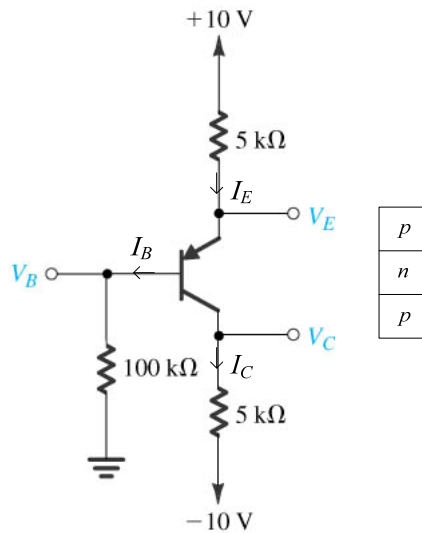 +10 V
5 kΩ
I_E
V_E
p
I_B
n
V_B
p
V_C
100 kΩ
I_C
5 kΩ
−10 V